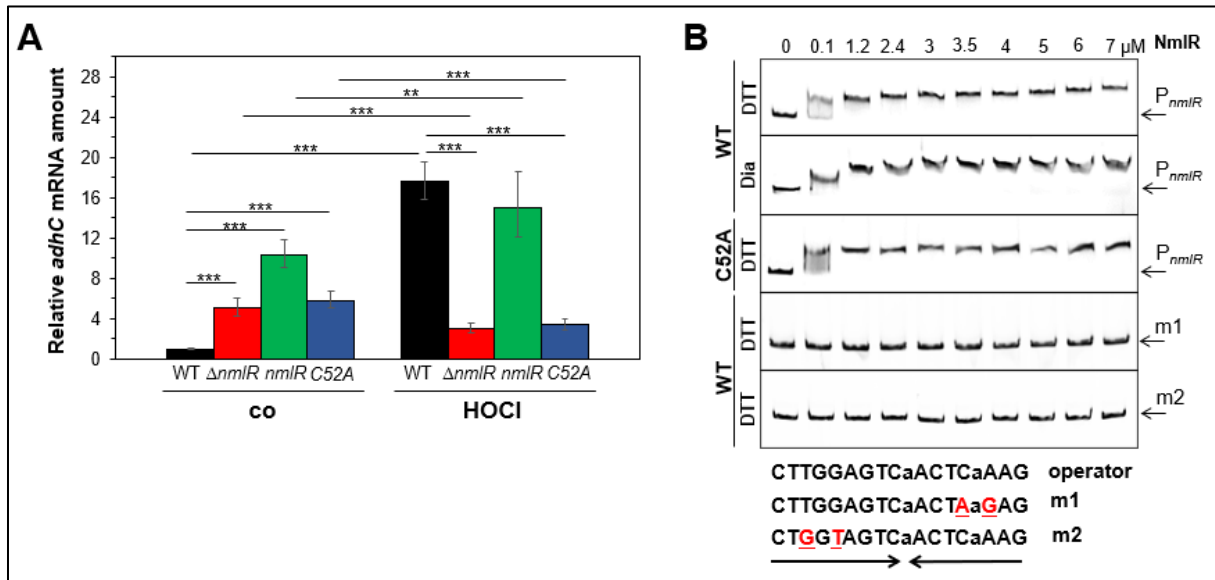 A
Relative adhC mRNA amount
28
24
20
16
12
8
4
0
***
**
***
***
***
***
***
***
***
WT ΔnmlR nmlR C52A WT ΔnmlR nmlR C52A
co HOCl
B
0 0.1 1.2 2.4 3 3.5 4 5 6 7 µM NmlR
WT
DTT
PnmlR
Dia
PnmlR
C52A
DTT
PnmlR
WT
DTT
m1
DTT
m2
CTTGGAGTCaACTCaAAG operator
CTTGGAGTCaACTAaGAG m1
CTGGTAGTCaACTCaAAG m2